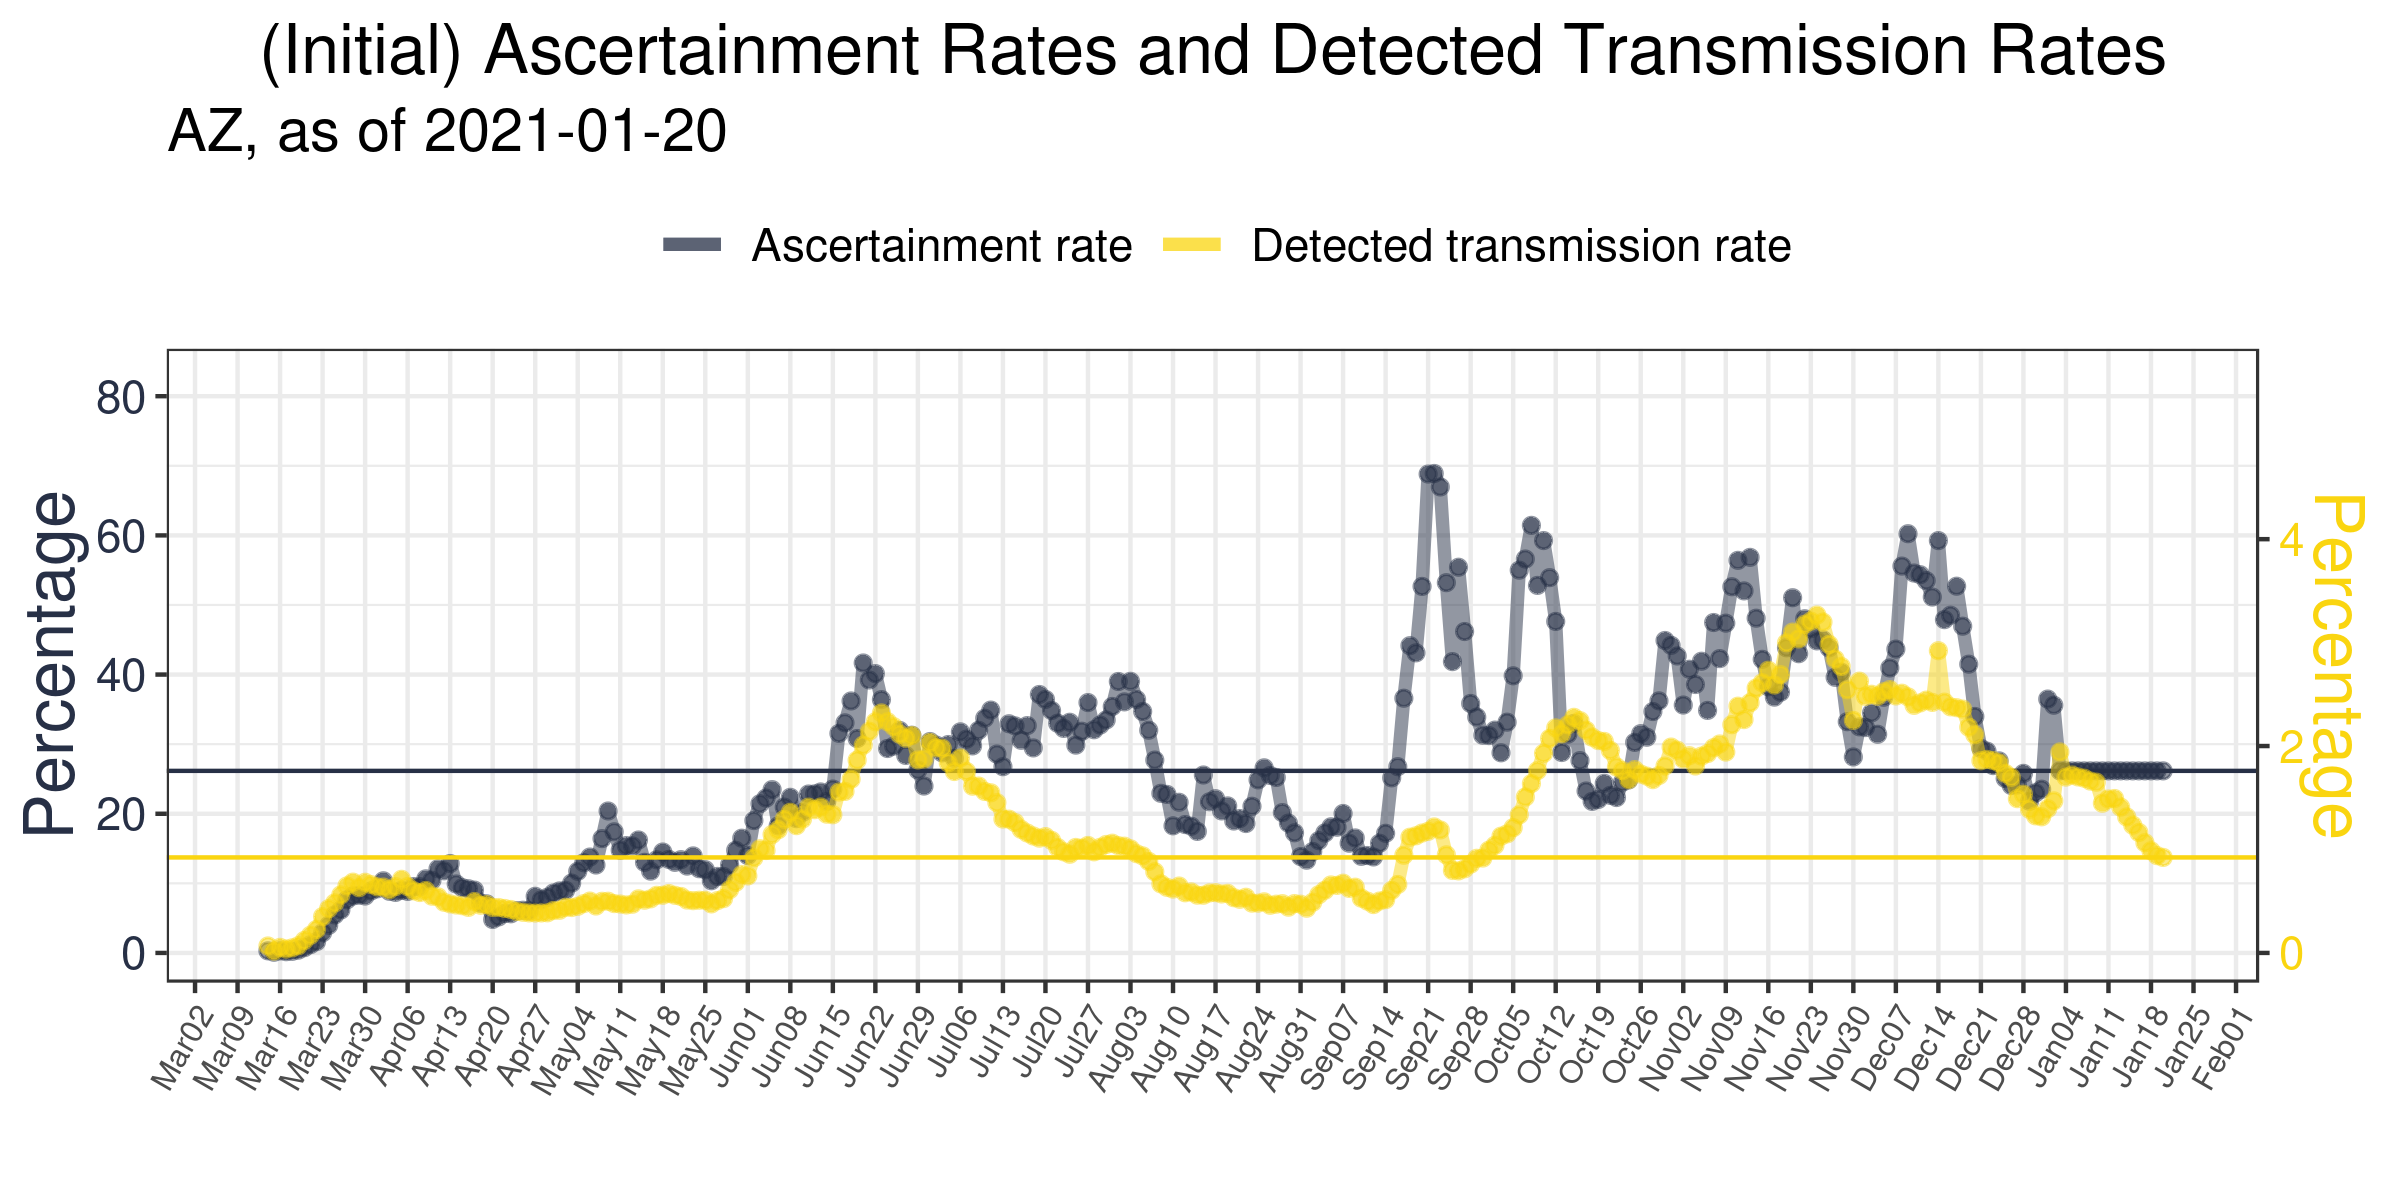 (Initial) Ascertainment Rates and Detected Transmission Rates
AZ, as of 2021-01-20
Ascertainment rate Detected transmission rate
Percentage
80
60
40
20
0
4
2
0
Percentage
Mar02 Mar09 Mar16 Mar23 Mar30 Apr06 Apr13 Apr20 Apr27 May04 May11 May18 May25 Jun01 Jun08 Jun15 Jun22 Jun29 Jul06 Jul13 Jul20 Jul27 Aug03 Aug10 Aug17 Aug24 Aug31 Sep07 Sep14 Sep21 Sep28 Oct05 Oct12 Oct19 Oct26 Nov02 Nov09 Nov16 Nov23 Nov30 Dec07 Dec14 Dec21 Dec28 Jan04 Jan11 Jan18 Jan25 Feb01